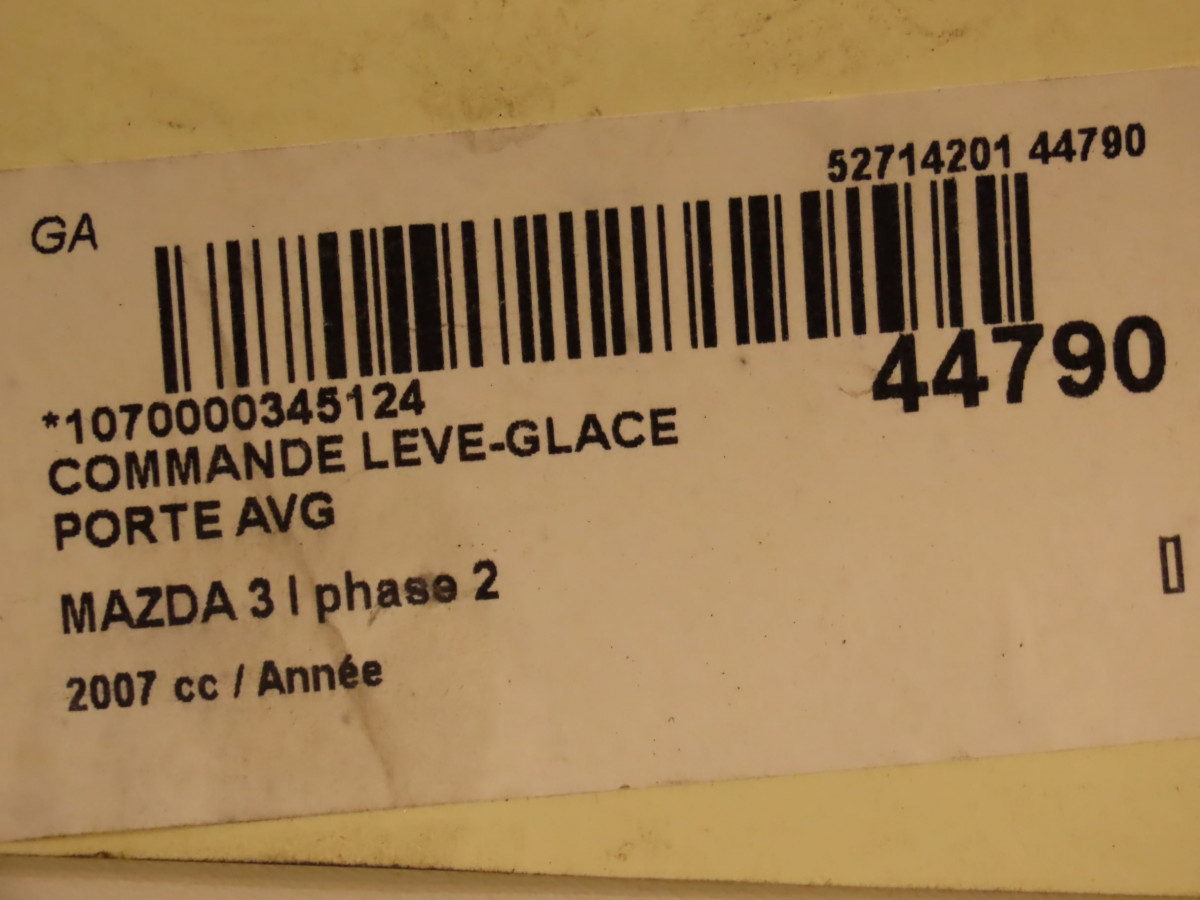 52714201 44790
GA
44790
*1070000345124
COMMANDE LEVE-GLACE
PORTE AVG
MAZDA 3 I phase 2
2007 cc / Année